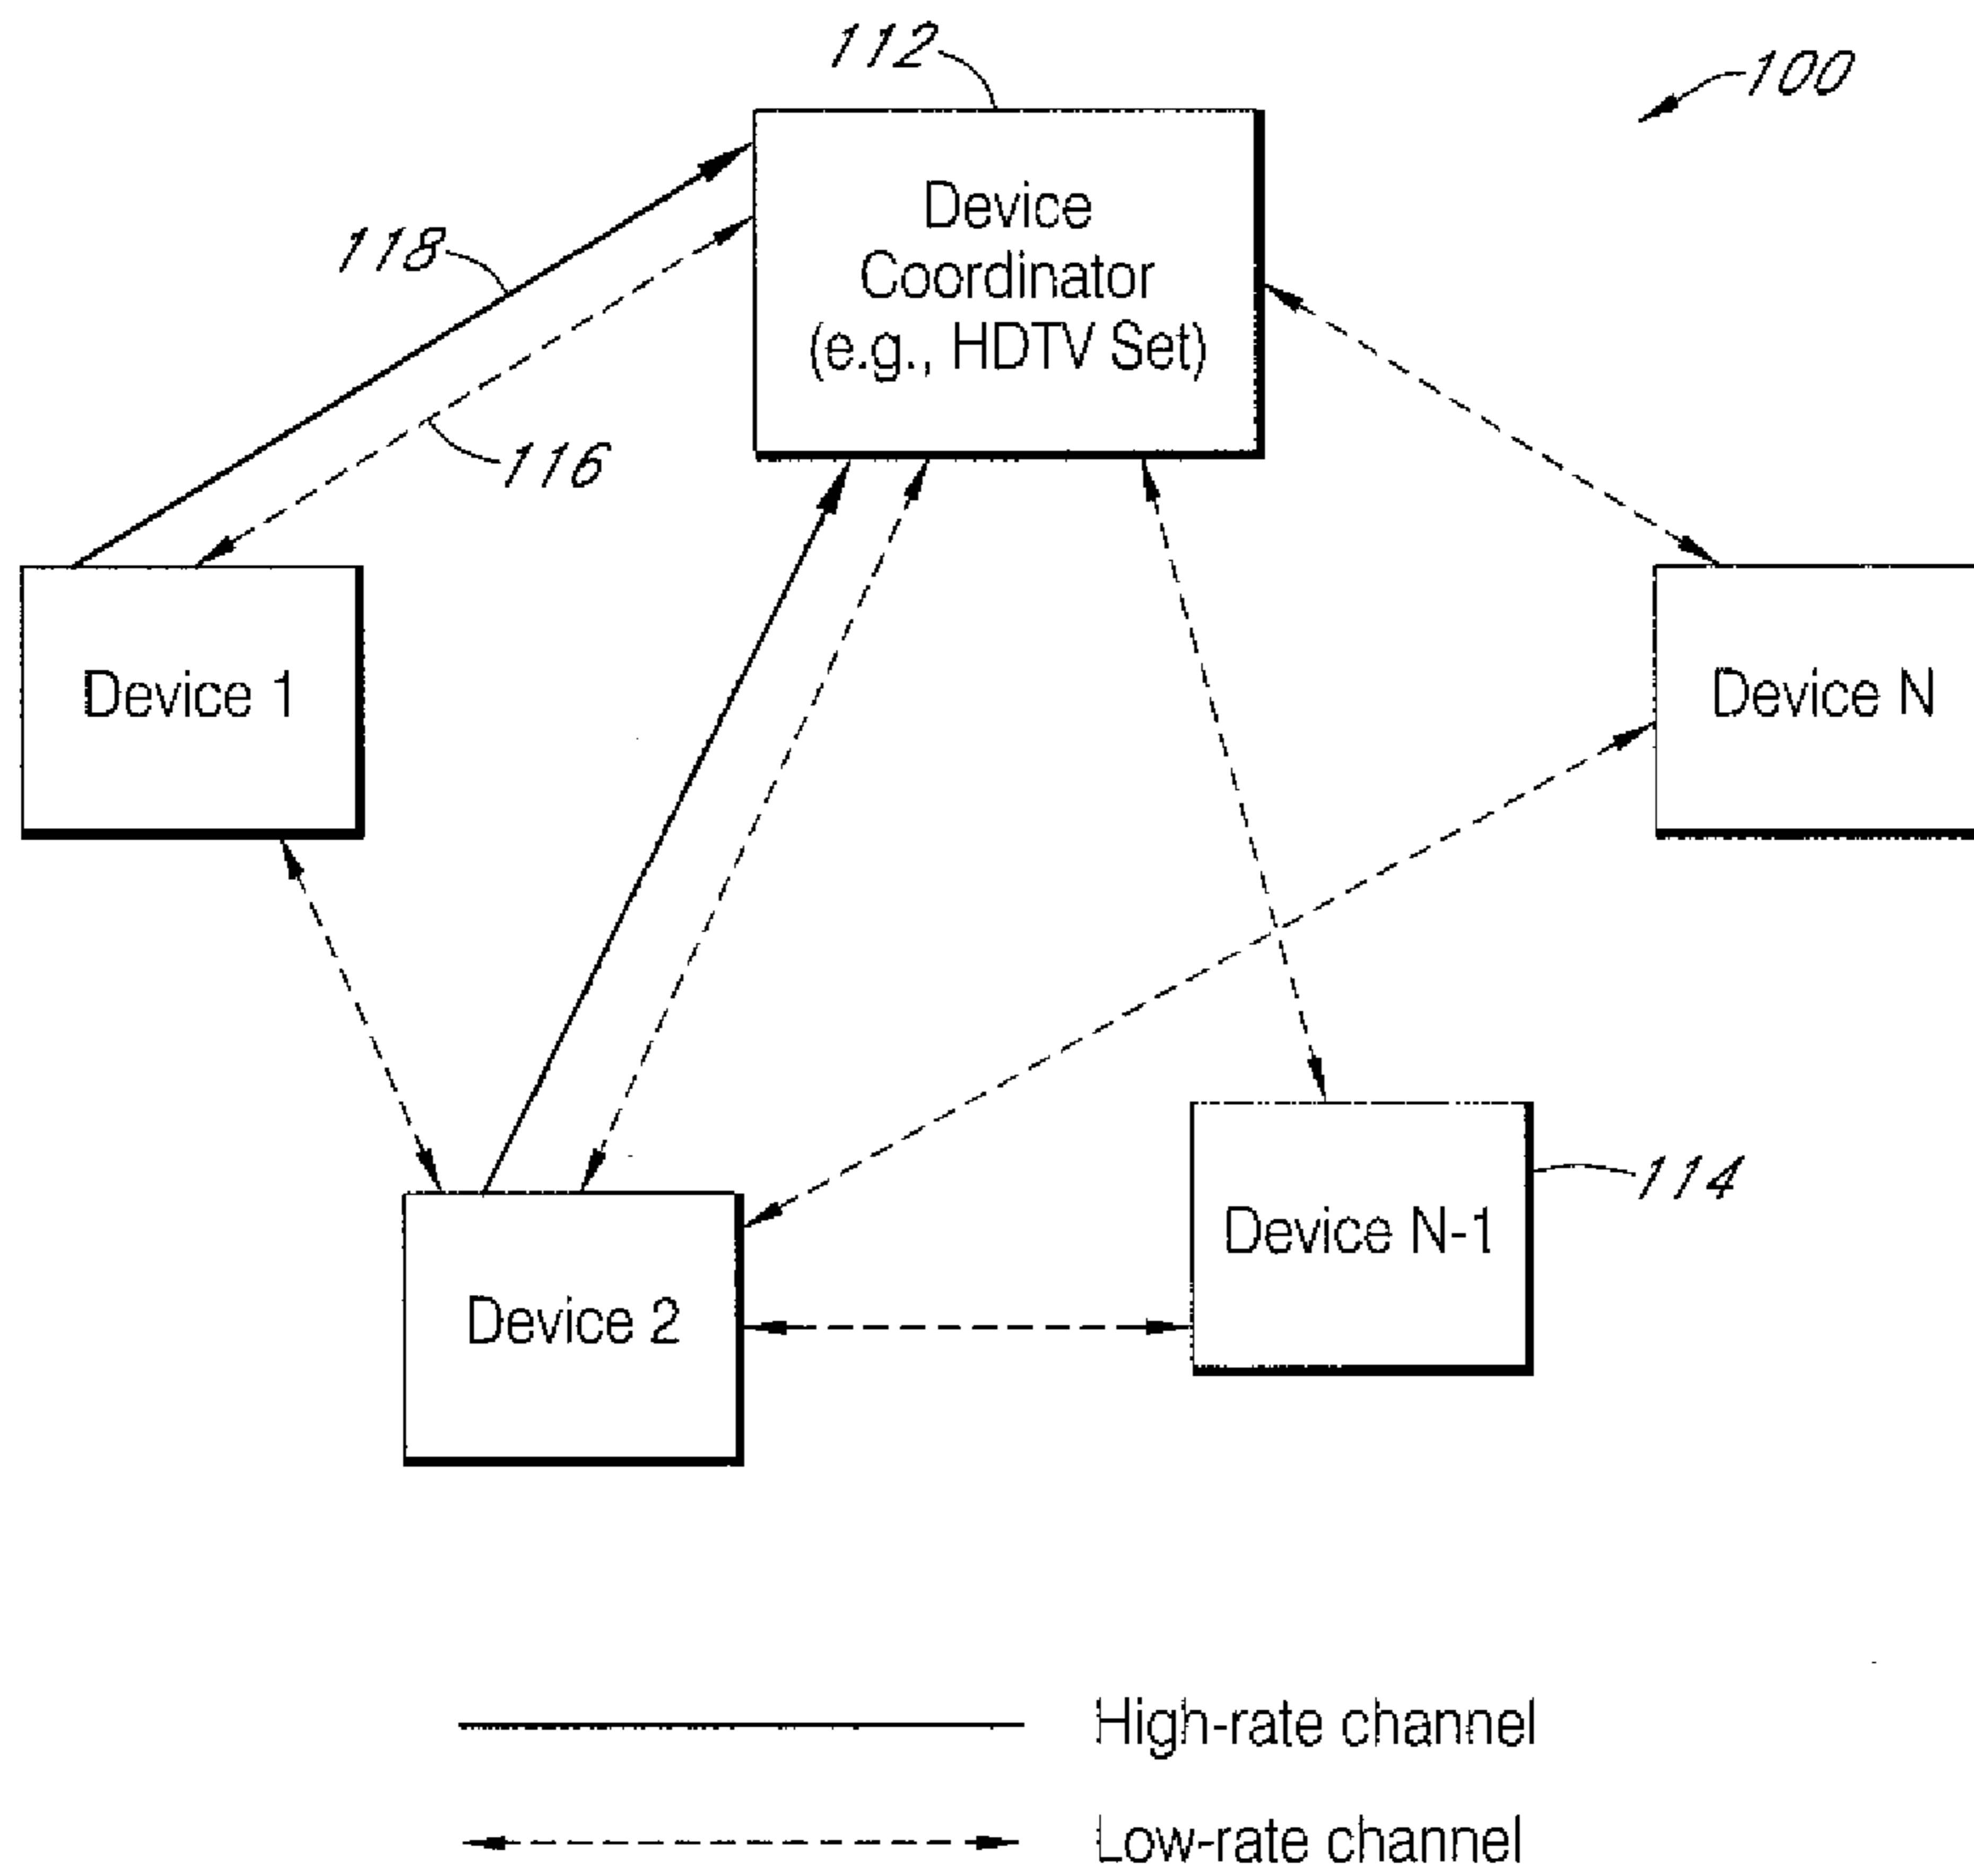 112
100
Device
Coordinator
(e.g., HDTV Set)
118
116
Device 1
Device N
114
Device N-1
Device 2
High-rate channel
Low-rate channel